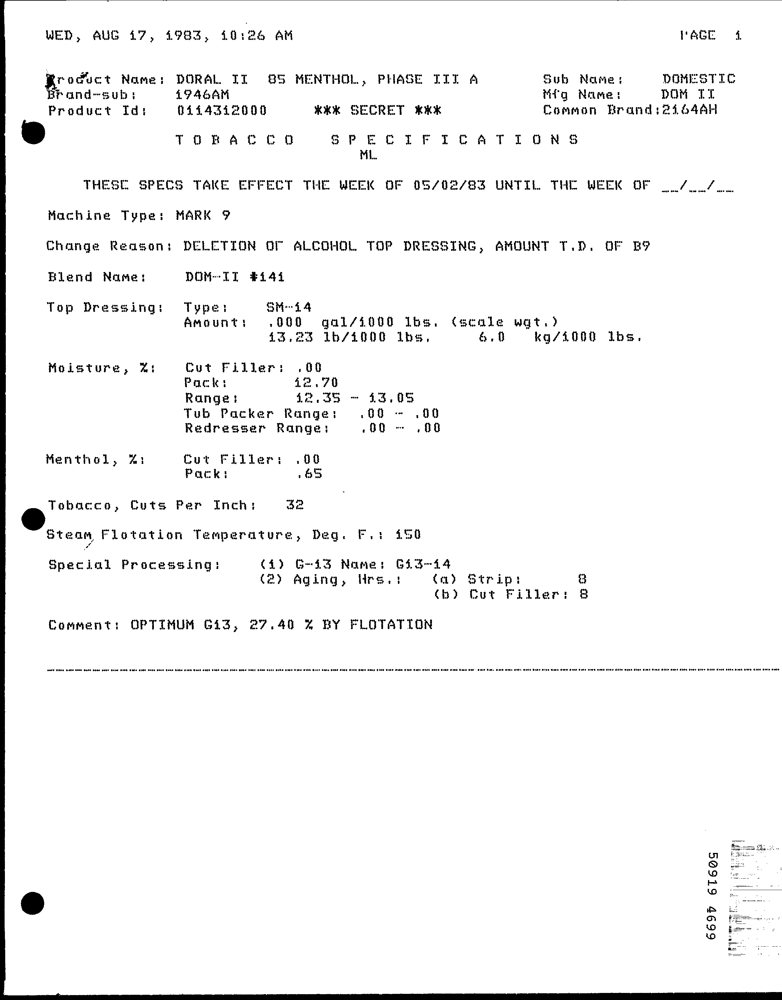 WED, AUG 17, 1983, 10:26 AM PAGE 1
Product Name: DORAL II 85 MENTHOL, PHASE III A Sub Name: DOMESTIC
Brand-sub: 1946AM Mfg Name: DOM II
Product Id: 0114312000 *** SECRET *** Common Brand:2164AH
T O B A C C O S P E C I F I C A T I O N S
ML
THESE SPECS TAKE EFFECT THE WEEK OF 05/02/83 UNTIL THE WEEK OF __/__/__
Machine Type: MARK 9
Change Reason: DELETION OF ALCOHOL TOP DRESSING, AMOUNT T.D. OF B9
Blend Name: DOM-II #141
Top Dressing: Type: SM-14
Amount: .000 gal/1000 lbs. (scale wgt.)
13.23 lb/1000 lbs. 6.0 kg/1000 lbs.
Moisture, %: Cut Filler: .00
Pack: 12.70
Range: 12.35 - 13.05
Tub Packer Range: .00 - .00
Redresser Range: .00 - .00
Menthol, %: Cut Filler: .00
Pack: .65
Tobacco, Cuts Per Inch: 32
Steam Flotation Temperature, Deg. F.: 150
Special Processing: (1) G-13 Name: G13-14
(2) Aging, Hrs.: (a) Strip: 8
(b) Cut Filler: 8
Comment: OPTIMUM G13, 27.40 % BY FLOTATION
50919 4699